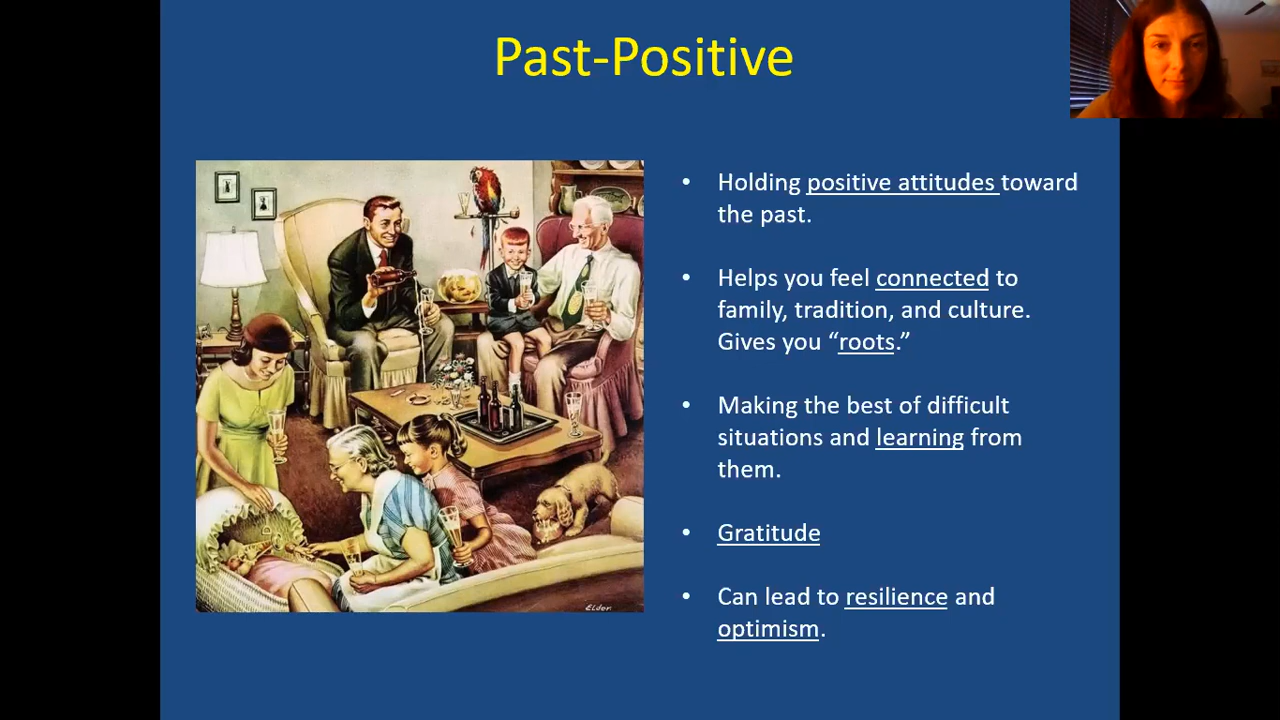 Past-Positive
• Holding positive attitudes toward
the past.
• Helps you feel connected to
family, tradition, and culture.
Gives you “roots.”
• Making the best of difficult
situations and learning from
them.
• Gratitude
• Can lead to resilience and
optimism.
Elder